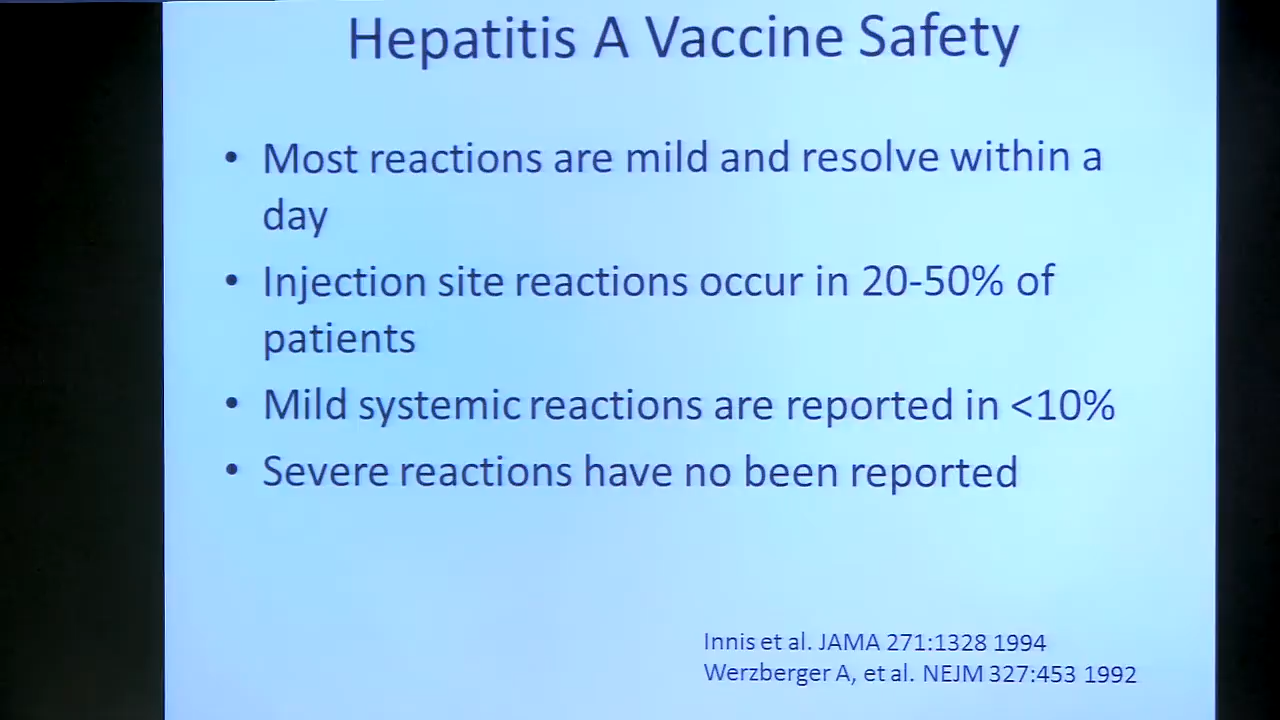 Hepatitis A Vaccine Safety
• Most reactions are mild and resolve within a
day
• Injection site reactions occur in 20-50% of
patients
• Mild systemic reactions are reported in <10%
• Severe reactions have no been reported
Innis et al. JAMA 271:1328 1994
Werzberger A, et al. NEJM 327:453 1992